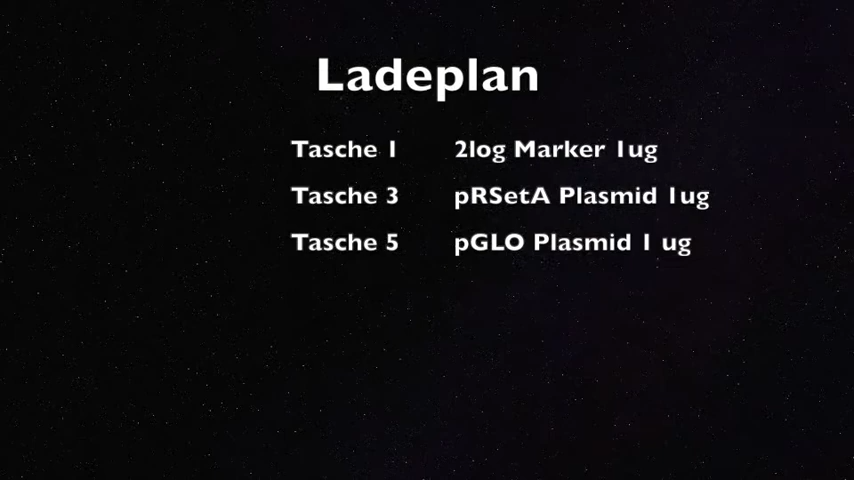 Ladeplan
Tasche 1 2log Marker 1ug
Tasche 3 pRSetA Plasmid 1ug
Tasche 5 pGLO Plasmid 1 ug